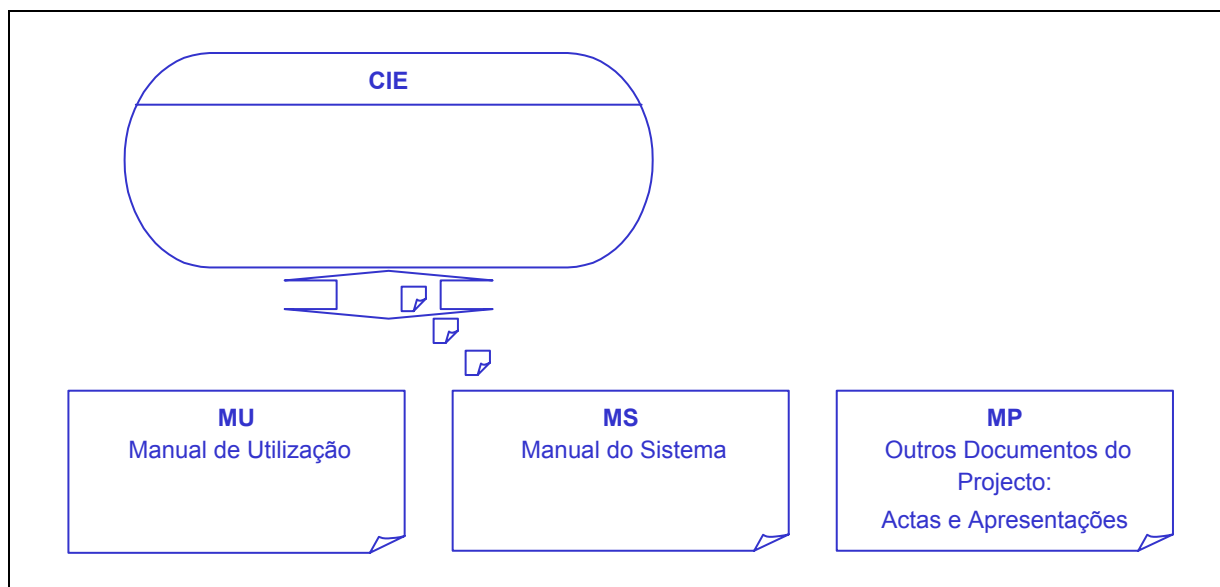 CIE
MU
Manual de Utilização
MS
Manual do Sistema
MP
Outros Documentos do
Projecto:
Actas e Apresentações